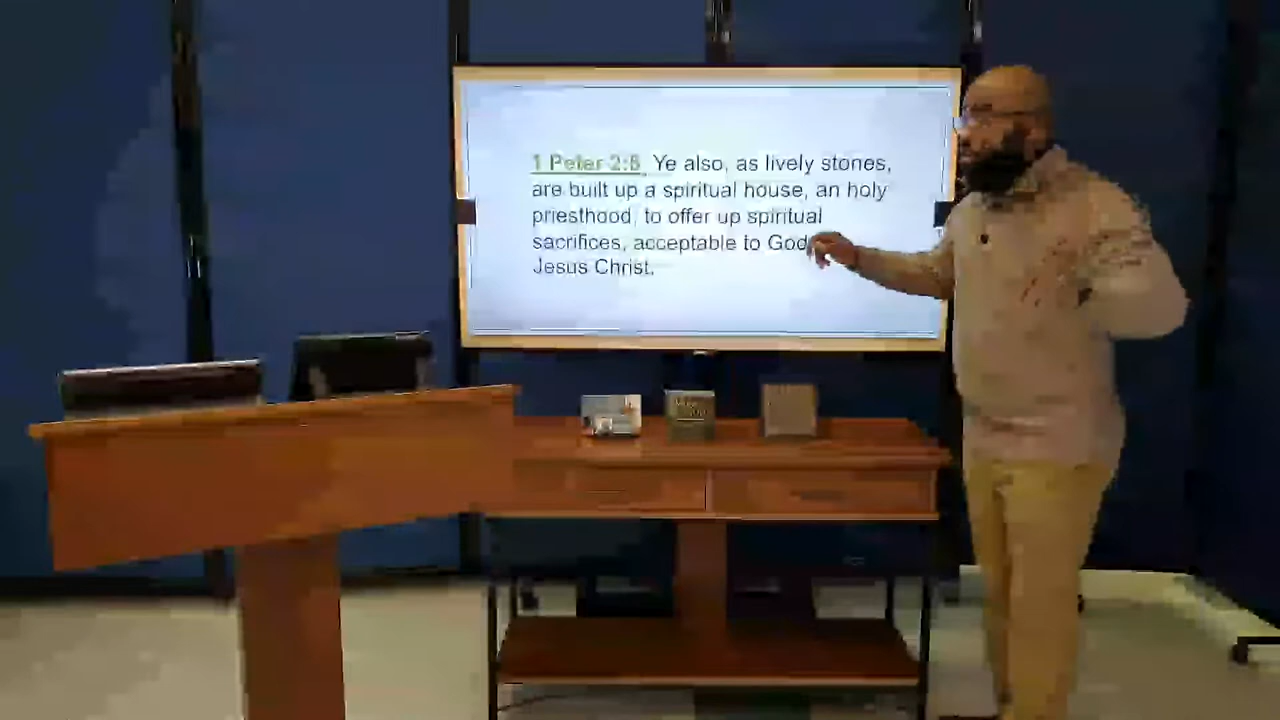 1 Peter 2:5 Ye also, as lively stones,
are built up a spiritual house, an holy
priesthood, to offer up spiritual
sacrifices, acceptable to God
Jesus Christ.